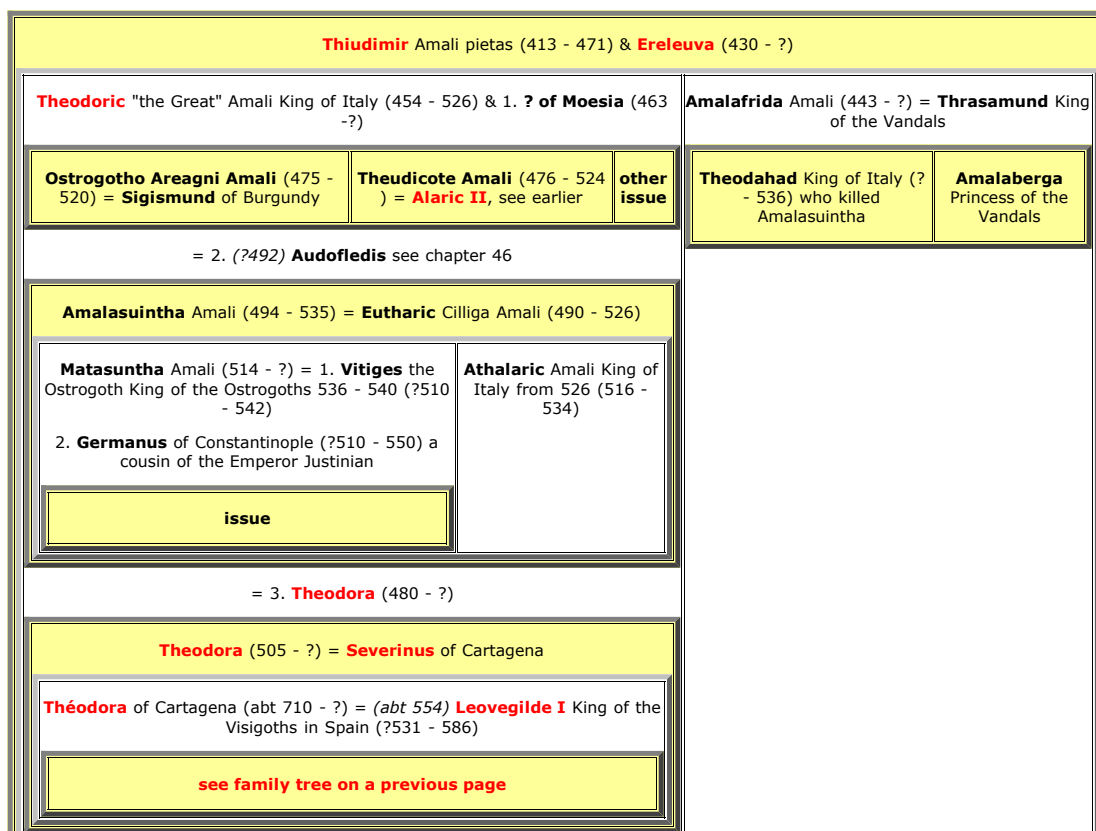 Thiudimir Amali pietas (413 - 471) & Ereleuva (430 - ?)
Theodoric "the Great" Amali King of Italy (454 - 526) & 1. ? of Moesia (463
-?)
Ostrogotho Areagni Amali (475 -
520) = Sigismund of Burgundy
Theudicote Amali (476 - 524
) = Alaric II, see earlier
other
issue
= 2. (?492) Audofledis see chapter 46
Amalasuintha Amali (494 - 535) = Eutharic Cilliga Amali (490 - 526)
Matasuntha Amali (514 - ?) = 1. Vitiges the
Ostrogoth King of the Ostrogoths 536 - 540 (?510
- 542)
2. Germanus of Constantinople (?510 - 550) a
cousin of the Emperor Justinian
issue
Athalaric Amali King of
Italy from 526 (516 -
534)
= 3. Theodora (480 - ?)
Theodora (505 - ?) = Severinus of Cartagena
Théodora of Cartagena (abt 710 - ?) = (abt 554) Leovegilde I King of the
Visigoths in Spain (?531 - 586)
see family tree on a previous page
Amalafrida Amali (443 - ?) = Thrasamund King
of the Vandals
Theodahad King of Italy (?
- 536) who killed
Amalasuintha
Amalaberga
Princess of the
Vandals